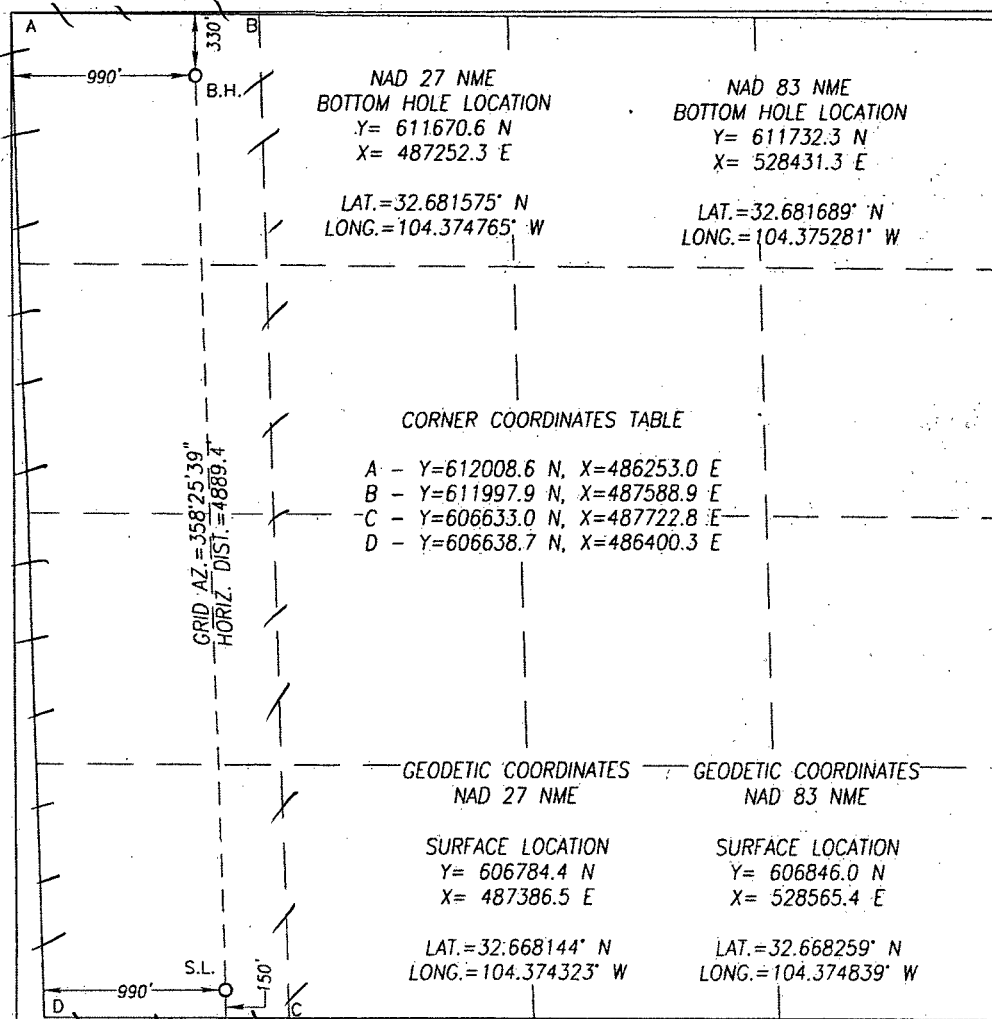 A
B
330'
990'
B.H.
NAD 27 NME
BOTTOM HOLE LOCATION
Y= 611670.6 N
X= 487252.3 E
LAT.=32.681575° N
LONG.=104.374765° W
NAD 83 NME
BOTTOM HOLE LOCATION
Y= 611732.3 N
X= 528431.3 E
LAT.=32.681689° N
LONG.=104.375281° W
CORNER COORDINATES TABLE
A - Y=612008.6 N, X=486253.0 E
B - Y=611997.9 N, X=487588.9 E
C - Y=606633.0 N, X=487722.8 E
D - Y=606638.7 N, X=486400.3 E
GRID AZ.=358°25'39"
HORIZ. DIST.=4889.4'
GEODETIC COORDINATES
NAD 27 NME
SURFACE LOCATION
Y= 606784.4 N
X= 487386.5 E
LAT.=32.668144° N
LONG.=104.374323° W
GEODETIC COORDINATES
NAD 83 NME
SURFACE LOCATION
Y= 606846.0 N
X= 528565.4 E
LAT.=32.668259° N
LONG.=104.374839° W
S.L.
990'
150'
D
C